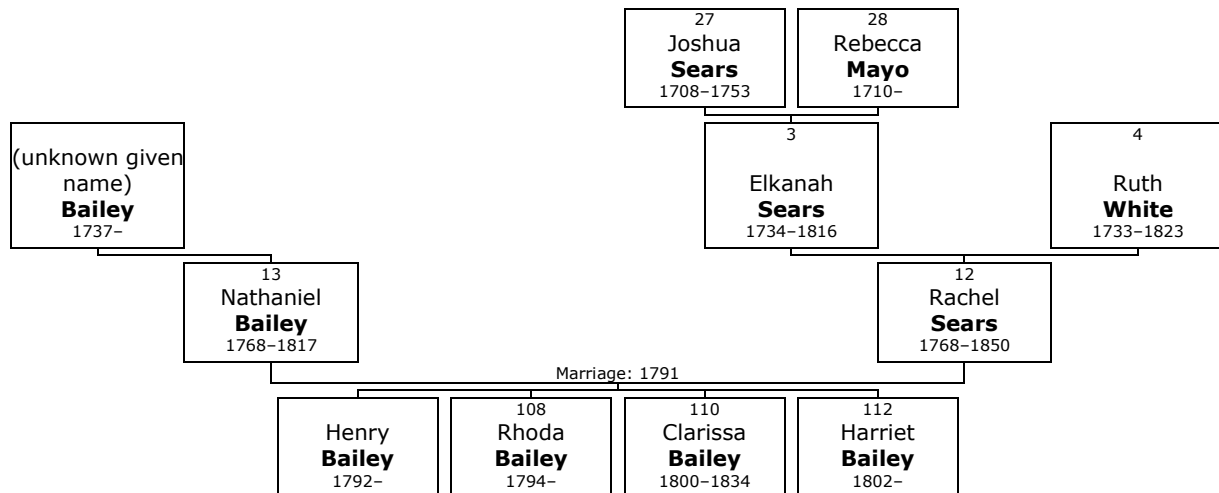 27
Joshua
Sears
1708–1753
28
Rebecca
Mayo
1710–
(unknown given
name)
Bailey
1737–
3
Elkanah
Sears
1734–1816
4
Ruth
White
1733–1823
13
Nathaniel
Bailey
1768–1817
12
Rachel
Sears
1768–1850
Marriage: 1791
Henry
Bailey
1792–
108
Rhoda
Bailey
1794–
110
Clarissa
Bailey
1800–1834
112
Harriet
Bailey
1802–